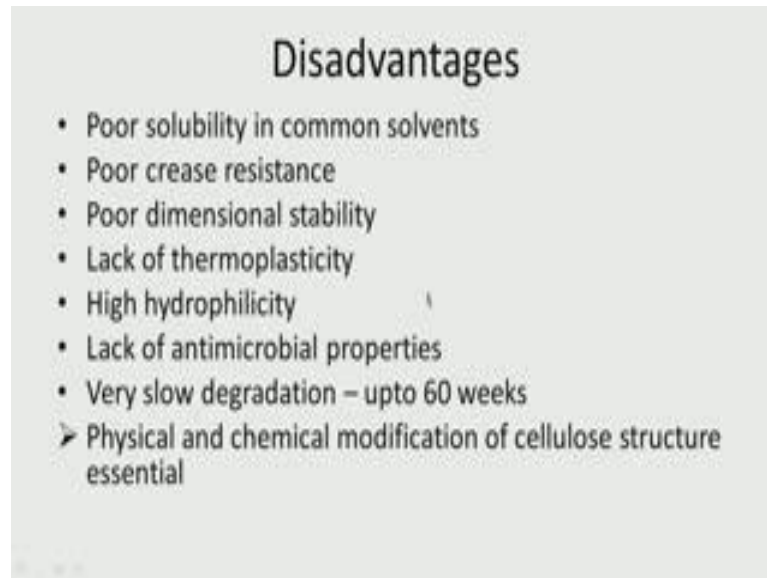 Disadvantages
• Poor solubility in common solvents
• Poor crease resistance
• Poor dimensional stability
• Lack of thermoplasticity
• High hydrophilicity
• Lack of antimicrobial properties
• Very slow degradation – upto 60 weeks
➢ Physical and chemical modification of cellulose structure
essential